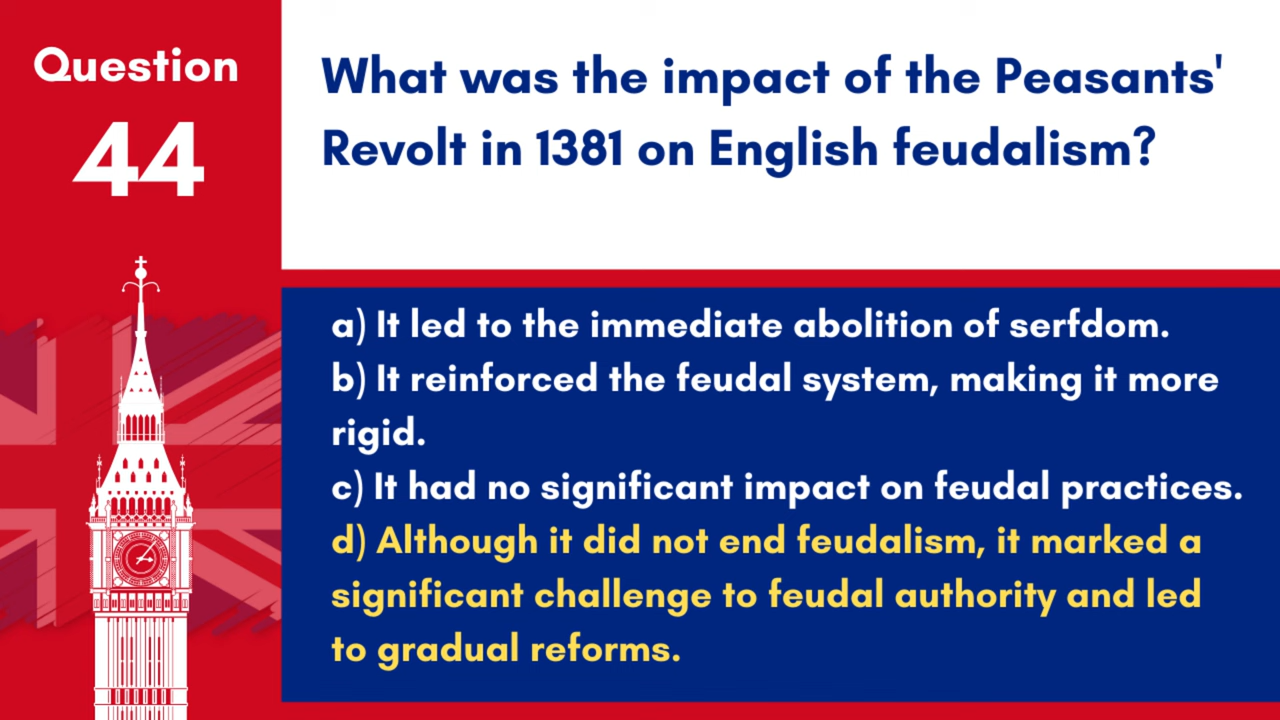 Question
44
What was the impact of the Peasants'
Revolt in 1381 on English feudalism?
a) It led to the immediate abolition of serfdom.
b) It reinforced the feudal system, making it more
rigid.
c) It had no significant impact on feudal practices.
d) Although it did not end feudalism, it marked a
significant challenge to feudal authority and led
to gradual reforms.